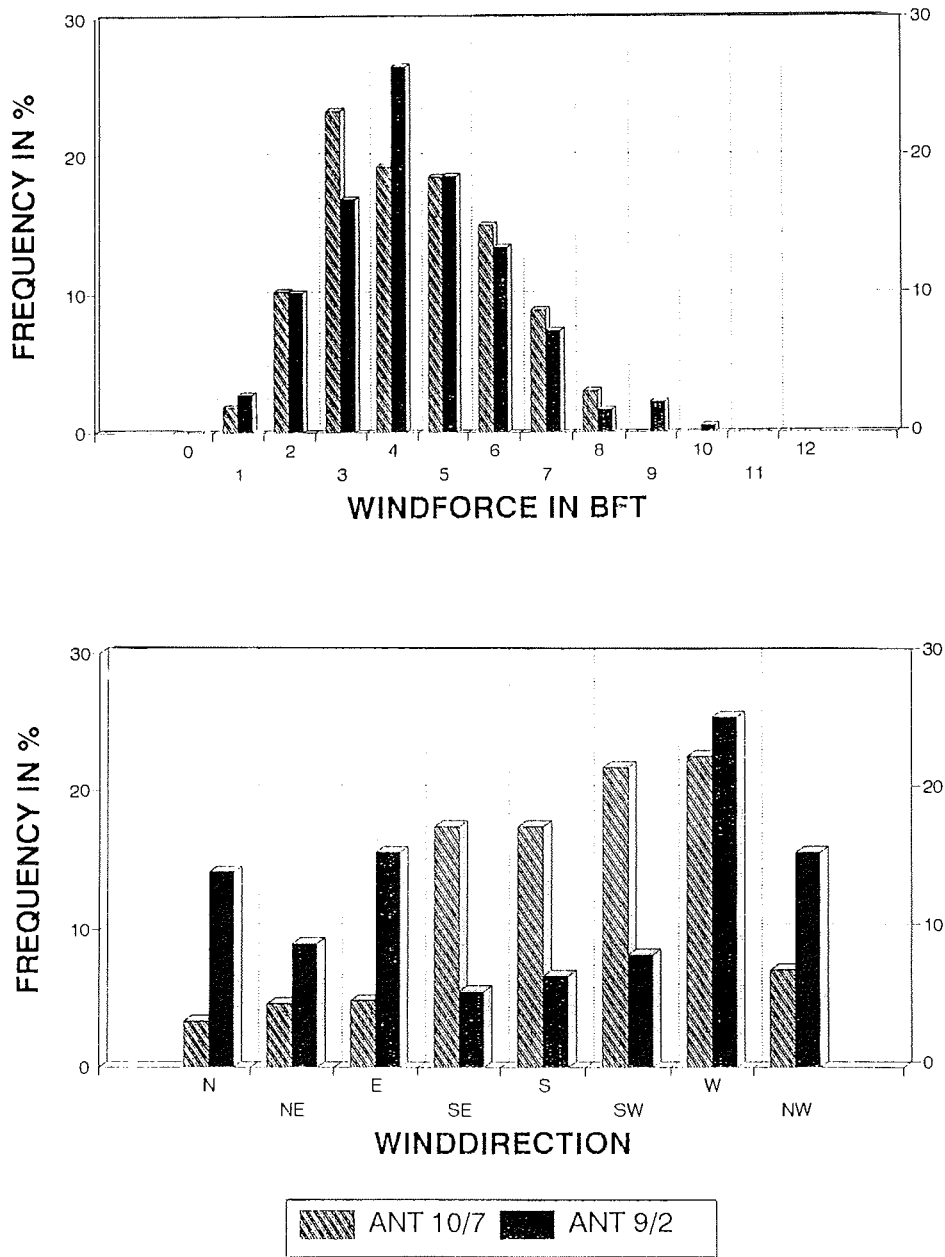 30 30
20 20
10 10
0 0
FREQUENCY IN %
0 2 4 6 8 10 12
1 3 5 7 9 11
WINDFORCE IN BFT
30 30
20 20
10 10
0 0
FREQUENCY IN %
N E S W
NE SE SW NW
WINDDIRECTION
ANT 10/7 ANT 9/2